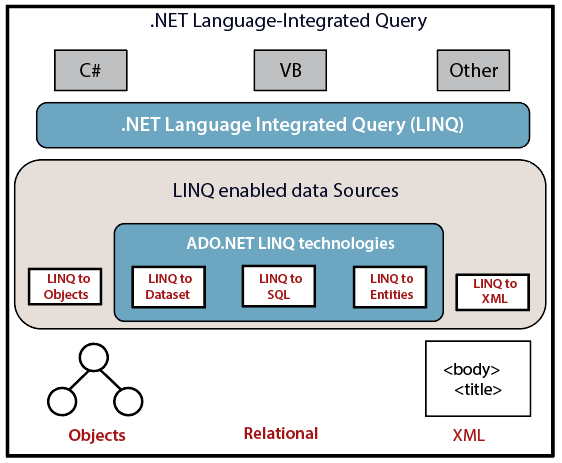 .NET Language-Integrated Query
C# VB Other
.NET Language Integrated Query (LINQ)
LINQ enabled data Sources
ADO.NET LINQ technologies
LINQ to
Objects
LINQ to
Dataset
LINQ to
SQL
LINQ to
Entities
LINQ to
XML
<body>
<title>
Objects Relational XML